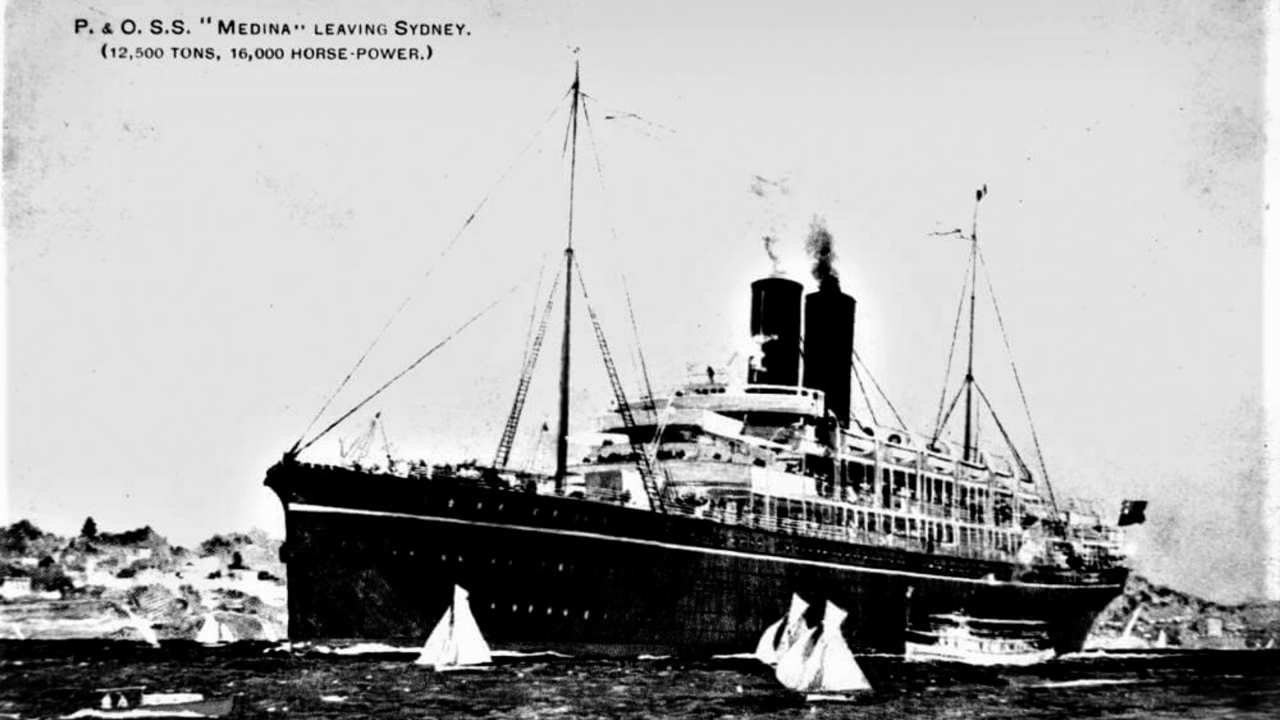 P. & O. S.S. "MEDINA" LEAVING SYDNEY.
(12,500 TONS, 16,000 HORSE-POWER.)